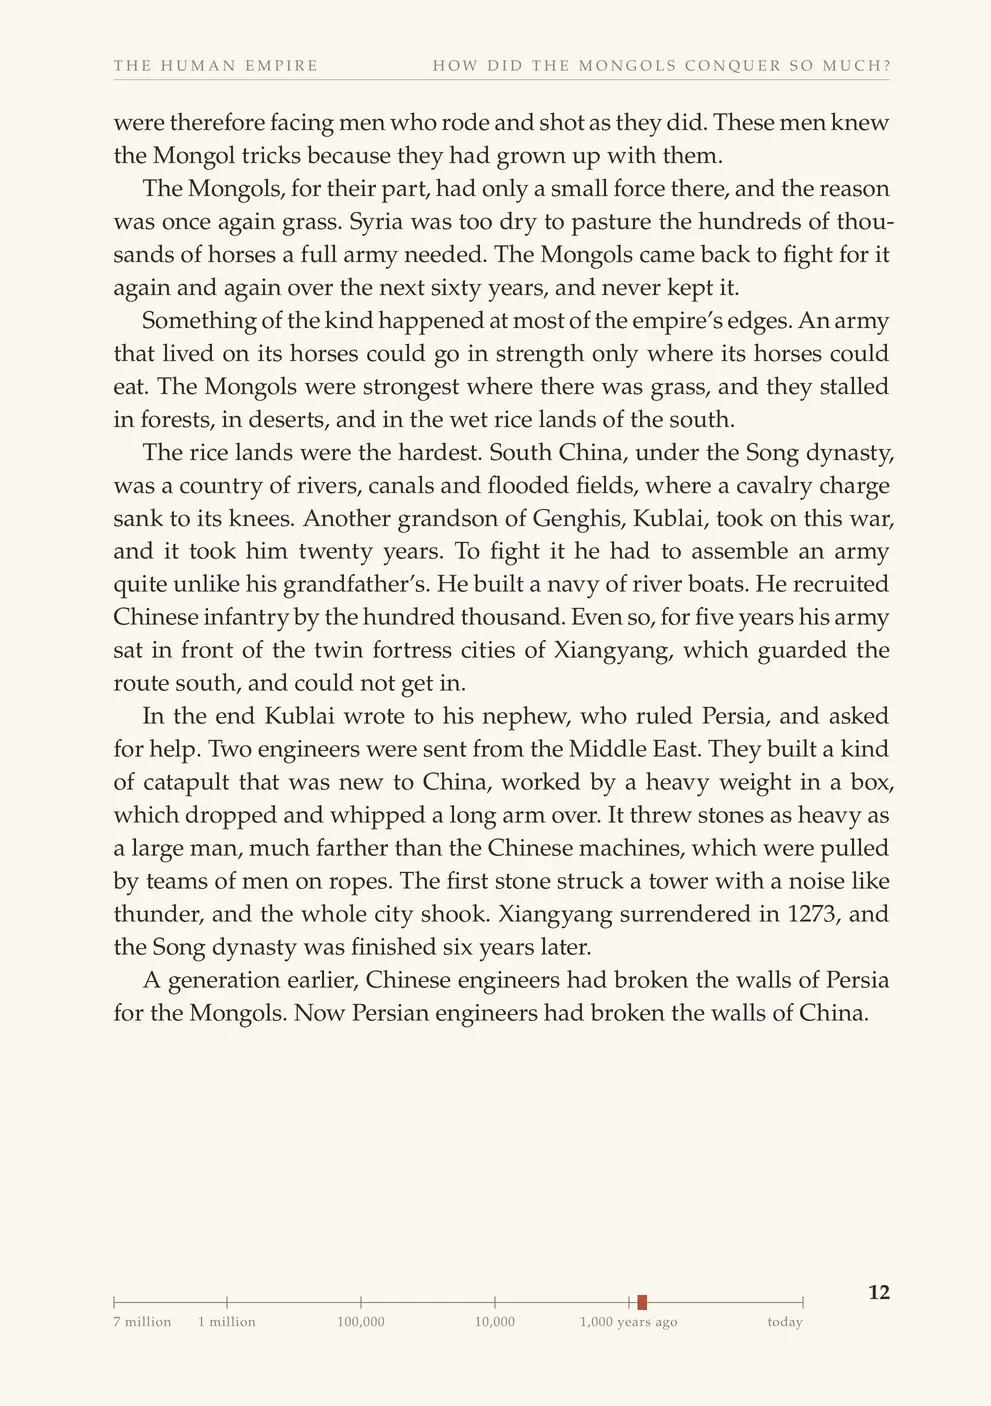 THE HUMAN EMPIRE HOW DID THE MONGOLS CONQUER SO MUCH?
were therefore facing men who rode and shot as they did. These men knew
the Mongol tricks because they had grown up with them.
The Mongols, for their part, had only a small force there, and the reason
was once again grass. Syria was too dry to pasture the hundreds of thou-
sands of horses a full army needed. The Mongols came back to fight for it
again and again over the next sixty years, and never kept it.
Something of the kind happened at most of the empire’s edges. An army
that lived on its horses could go in strength only where its horses could
eat. The Mongols were strongest where there was grass, and they stalled
in forests, in deserts, and in the wet rice lands of the south.
The rice lands were the hardest. South China, under the Song dynasty,
was a country of rivers, canals and flooded fields, where a cavalry charge
sank to its knees. Another grandson of Genghis, Kublai, took on this war,
and it took him twenty years. To fight it he had to assemble an army
quite unlike his grandfather’s. He built a navy of river boats. He recruited
Chinese infantry by the hundred thousand. Even so, for five years his army
sat in front of the twin fortress cities of Xiangyang, which guarded the
route south, and could not get in.
In the end Kublai wrote to his nephew, who ruled Persia, and asked
for help. Two engineers were sent from the Middle East. They built a kind
of catapult that was new to China, worked by a heavy weight in a box,
which dropped and whipped a long arm over. It threw stones as heavy as
a large man, much farther than the Chinese machines, which were pulled
by teams of men on ropes. The first stone struck a tower with a noise like
thunder, and the whole city shook. Xiangyang surrendered in 1273, and
the Song dynasty was finished six years later.
A generation earlier, Chinese engineers had broken the walls of Persia
for the Mongols. Now Persian engineers had broken the walls of China.
12
7 million 1 million 100,000 10,000 1,000 years ago today